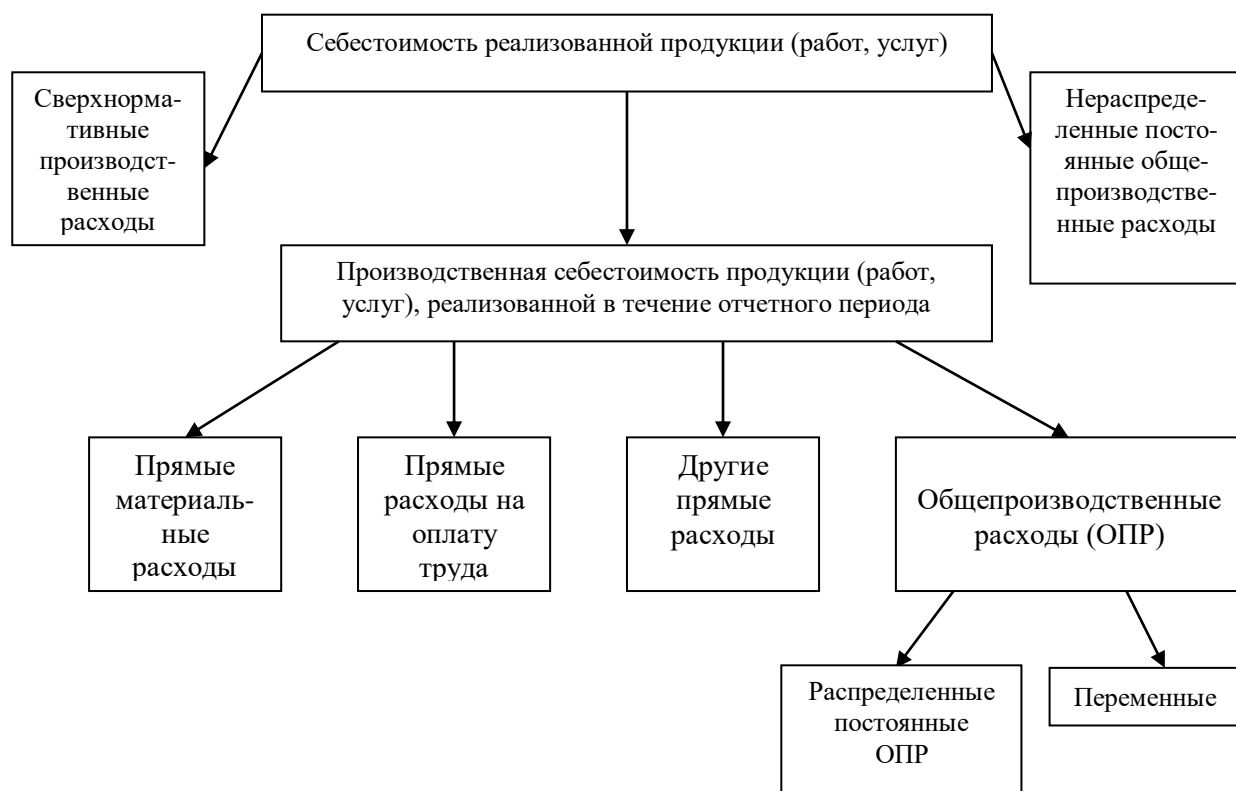 Себестоимость реализованной продукции (работ, услуг)
Сверхнорма-
тивные
производст-
венные
расходы
Нераспреде-
ленные посто-
янные обще-
производстве-
нные расходы
Производственная себестоимость продукции (работ,
услуг), реализованной в течение отчетного периода
Прямые
материаль-
ные
расходы
Прямые
расходы на
оплату
труда
Другие
прямые
расходы
Общепроизводственные
расходы (ОПР)
Распределенные
постоянные
ОПР
Переменные